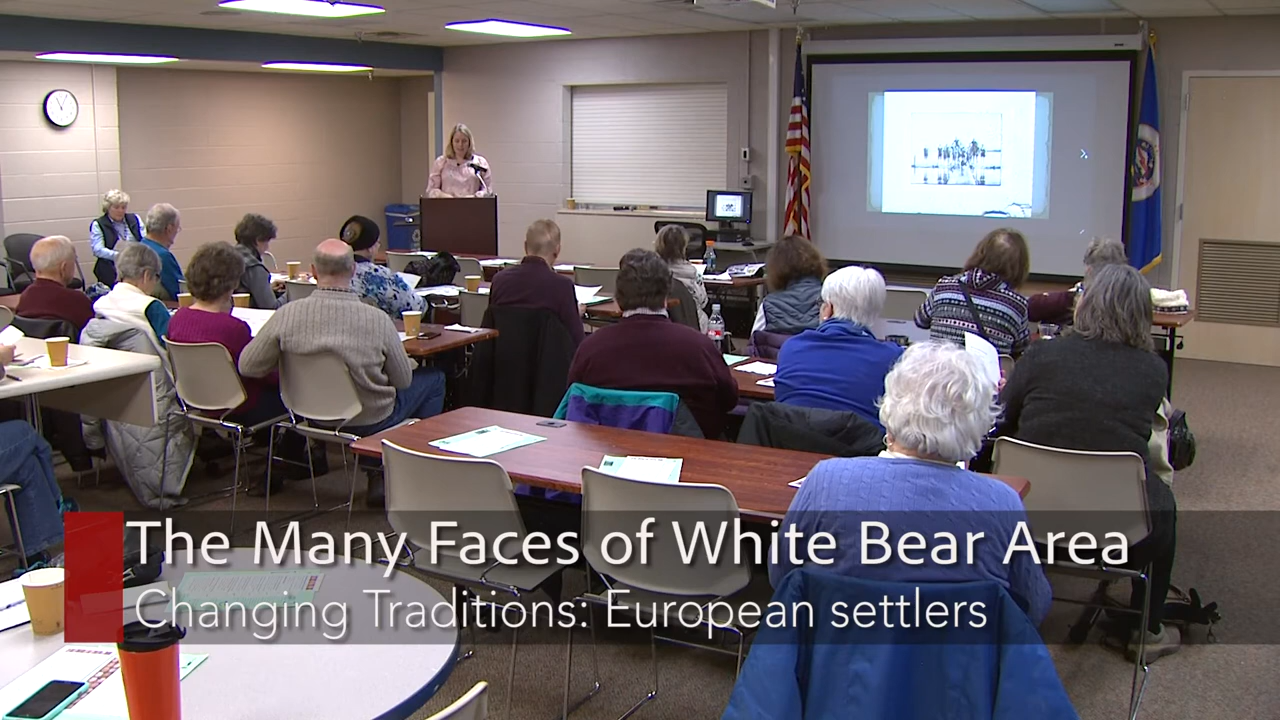 The Many Faces of White Bear Area
Changing Traditions: European settlers